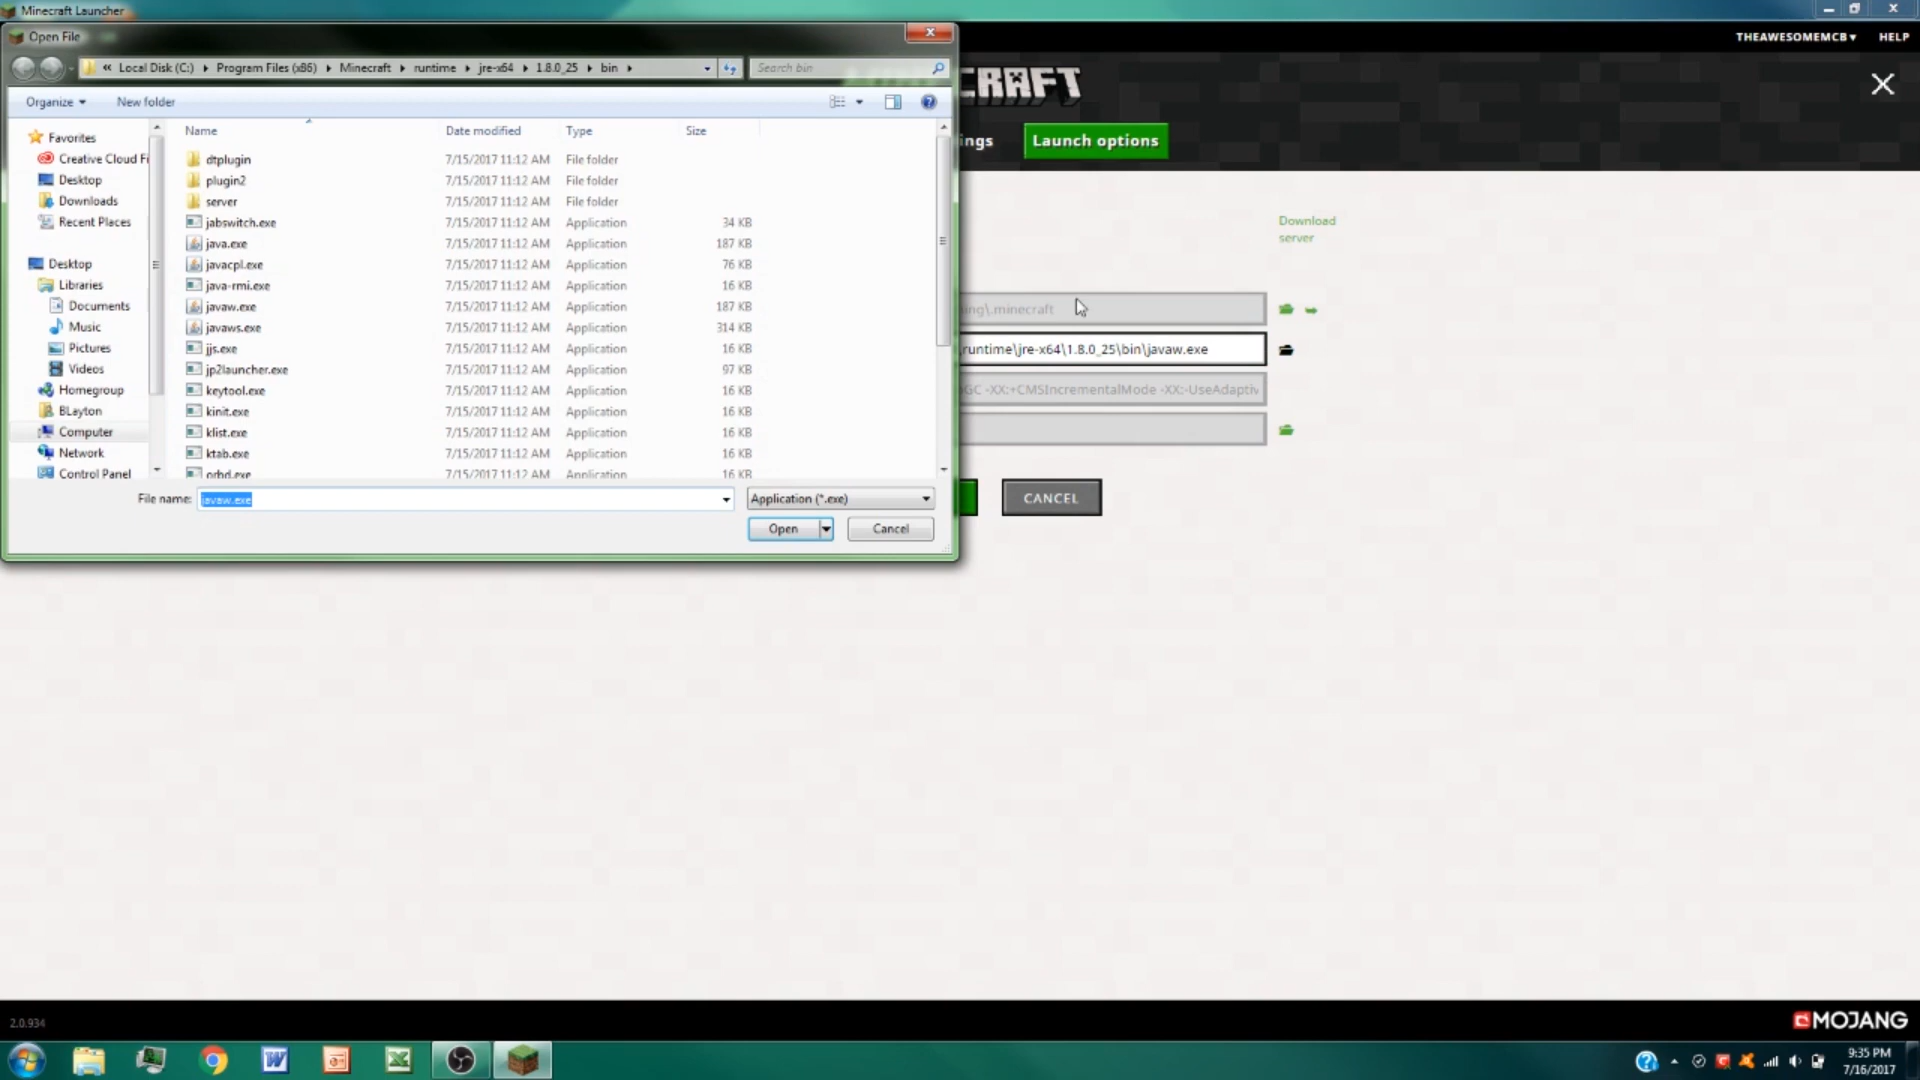 Minecraft Launcher
Open File
THEAWESOMEMCB HELP
« Local Disk (C:) Program Files (x86) Minecraft runtime jre-x64 1.8.0_25 bin
Search bin
CRAFT
Organize New folder
ings Launch options
Name Date modified Type Size
Favorites
Creative Cloud Fi
Desktop
Downloads
Recent Places
Desktop
Libraries
Documents
Music
Pictures
Videos
Homegroup
BLayton
Computer
Network
Control Panel
dtplugin 7/15/2017 11:12 AM File folder
plugin2 7/15/2017 11:12 AM File folder
server 7/15/2017 11:12 AM File folder
jabswitch.exe 7/15/2017 11:12 AM Application 34 KB
java.exe 7/15/2017 11:12 AM Application 187 KB
javacpl.exe 7/15/2017 11:12 AM Application 76 KB
java-rmi.exe 7/15/2017 11:12 AM Application 16 KB
javaw.exe 7/15/2017 11:12 AM Application 187 KB
javaws.exe 7/15/2017 11:12 AM Application 314 KB
jjs.exe 7/15/2017 11:12 AM Application 16 KB
jp2launcher.exe 7/15/2017 11:12 AM Application 97 KB
keytool.exe 7/15/2017 11:12 AM Application 16 KB
kinit.exe 7/15/2017 11:12 AM Application 16 KB
klist.exe 7/15/2017 11:12 AM Application 16 KB
ktab.exe 7/15/2017 11:12 AM Application 16 KB
orbd.exe 7/15/2017 11:12 AM Application 16 KB
File name: javaw.exe Application (*.exe)
Open Cancel
Download
server
ing\.minecraft
\runtime\jre-x64\1.8.0_25\bin\javaw.exe
GC -XX:+CMSIncrementalMode -XX:-UseAdaptiv
CANCEL
2.0.934
MOJANG
9:35 PM
7/16/2017